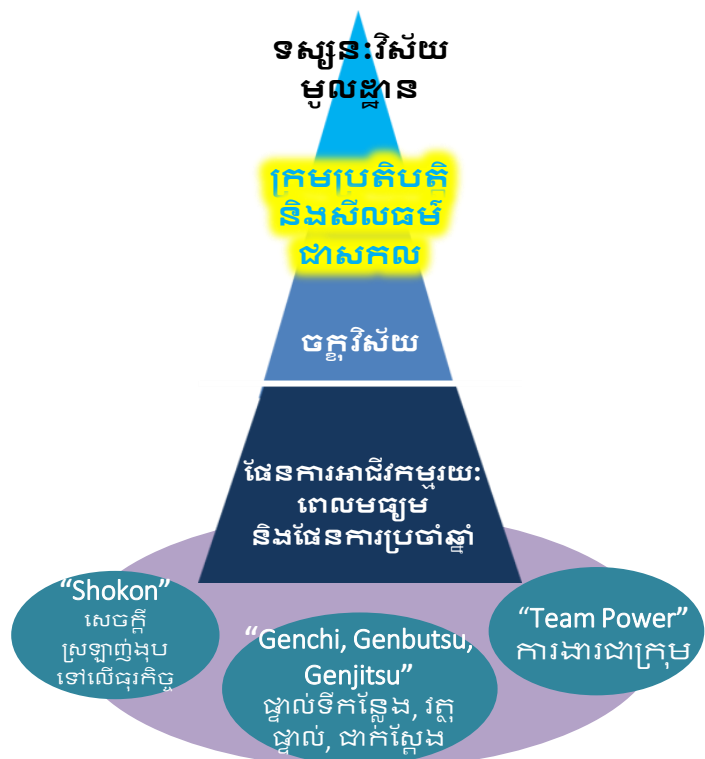 ទស្សនៈវិស័យ
មូលដ្ឋាន
ក្រមប្រតិបត្តិ
និងសីលធម៌
ជាសកល
ចក្ខុវិស័យ
ផែនការអាជីវកម្មរយៈ
ពេលមធ្យម
និងផែនការប្រចាំឆ្នាំ
“Shokon”
សេចក្តី
ស្រឡាញ់ងុប
ទៅលើធុរកិច្ច
“Genchi, Genbutsu,
Genjitsu”
ផ្ទាល់ទីកន្លែង, វត្ថុ
ផ្ទាល់, ជាក់ស្តែង
“Team Power”
ការងារជាក្រុម